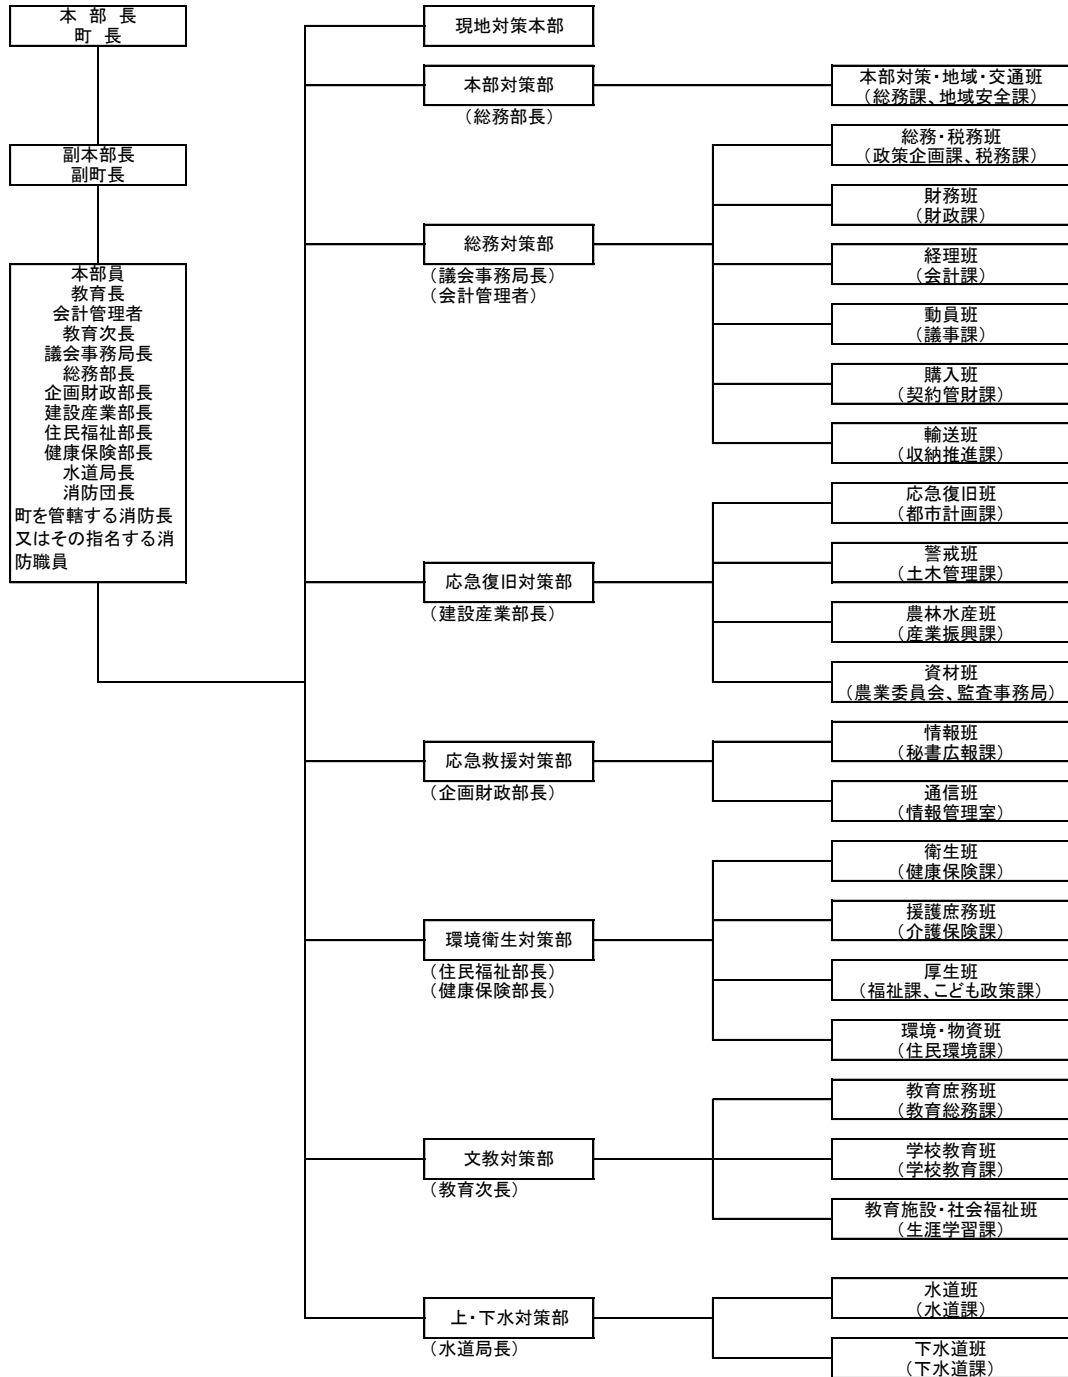 本 部 長
町 長
副本部長
副町長
本部員
教育長
会計管理者
教育次長
議会事務局長
総務部長
企画財政部長
建設産業部長
住民福祉部長
健康保険部長
水道局長
消防団長
町を管轄する消防長
又はその指名する消
防職員
現地対策本部
本部対策部
（総務部長）
本部対策・地域・交通班
（総務課、地域安全課）
総務対策部
（議会事務局長）
（会計管理者）
総務・税務班
（政策企画課、税務課）
財務班
（財政課）
経理班
（会計課）
動員班
（議事課）
購入班
（契約管財課）
輸送班
（収納推進課）
応急復旧対策部
（建設産業部長）
応急復旧班
（都市計画課）
警戒班
（土木管理課）
農林水産班
（産業振興課）
資材班
（農業委員会、監査事務局）
応急救援対策部
（企画財政部長）
情報班
（秘書広報課）
通信班
（情報管理室）
環境衛生対策部
（住民福祉部長）
（健康保険部長）
衛生班
（健康保険課）
援護庶務班
（介護保険課）
厚生班
（福祉課、こども政策課）
環境・物資班
（住民環境課）
文教対策部
（教育次長）
教育庶務班
（教育総務課）
学校教育班
（学校教育課）
教育施設・社会福祉班
（生涯学習課）
上・下水対策部
（水道局長）
水道班
（水道課）
下水道班
（下水道課）